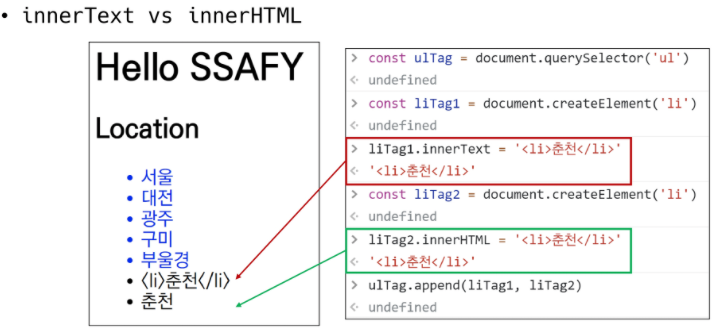 • innerText vs innerHTML
Hello SSAFY
Location
• 서울
• 대전
• 광주
• 구미
• 부울경
• <li>춘천</li>
• 춘천
> const ulTag = document.querySelector('ul')
<· undefined
> const liTag1 = document.createElement('li')
<· undefined
> liTag1.innerText = '<li>춘천</li>'
<· '<li>춘천</li>'
> const liTag2 = document.createElement('li')
<· undefined
> liTag2.innerHTML = '<li>춘천</li>'
<· '<li>춘천</li>'
> ulTag.append(liTag1, liTag2)
<· undefined